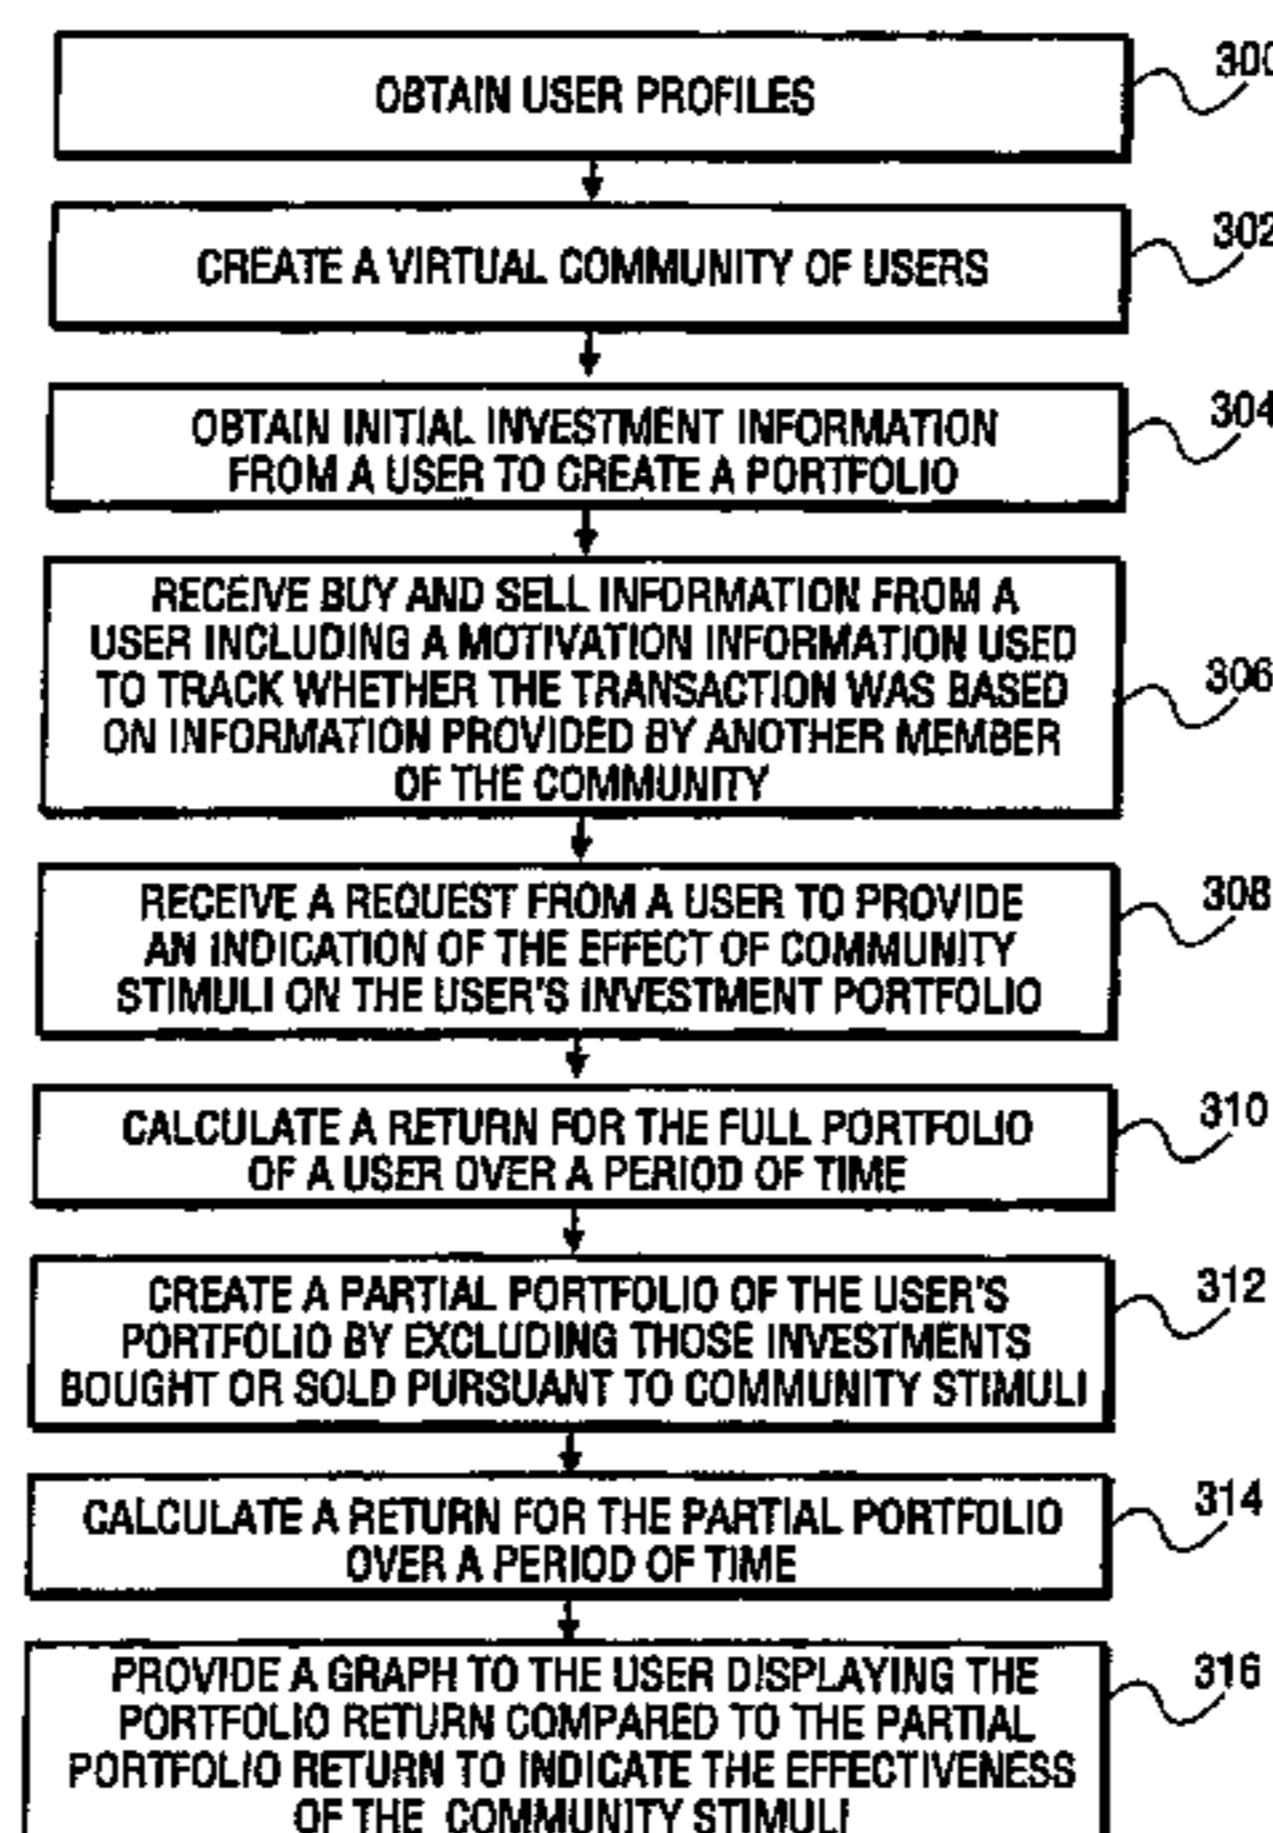 OBTAIN USER PROFILES
300
CREATE A VIRTUAL COMMUNITY OF USERS
302
OBTAIN INITIAL INVESTMENT INFORMATION
FROM A USER TO CREATE A PORTFOLIO
304
RECEIVE BUY AND SELL INFORMATION FROM A
USER INCLUDING A MOTIVATION INFORMATION USED
TO TRACK WHETHER THE TRANSACTION WAS BASED
ON INFORMATION PROVIDED BY ANOTHER MEMBER
OF THE COMMUNITY
306
RECEIVE A REQUEST FROM A USER TO PROVIDE
AN INDICATION OF THE EFFECT OF COMMUNITY
STIMULI ON THE USER'S INVESTMENT PORTFOLIO
308
CALCULATE A RETURN FOR THE FULL PORTFOLIO
OF A USER OVER A PERIOD OF TIME
310
CREATE A PARTIAL PORTFOLIO OF THE USER'S
PORTFOLIO BY EXCLUDING THOSE INVESTMENTS
BOUGHT OR SOLD PURSUANT TO COMMUNITY STIMULI
312
CALCULATE A RETURN FOR THE PARTIAL PORTFOLIO
OVER A PERIOD OF TIME
314
PROVIDE A GRAPH TO THE USER DISPLAYING THE
PORTFOLIO RETURN COMPARED TO THE PARTIAL
PORTFOLIO RETURN TO INDICATE THE EFFECTIVENESS
OF THE COMMUNITY STIMULI
316